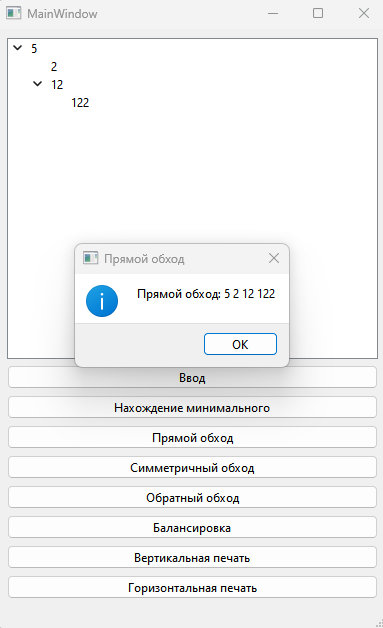 MainWindow
5
2
12
122
Прямой обход
Прямой обход: 5 2 12 122
OK
Ввод
Нахождение минимального
Прямой обход
Симметричный обход
Обратный обход
Балансировка
Вертикальная печать
Горизонтальная печать